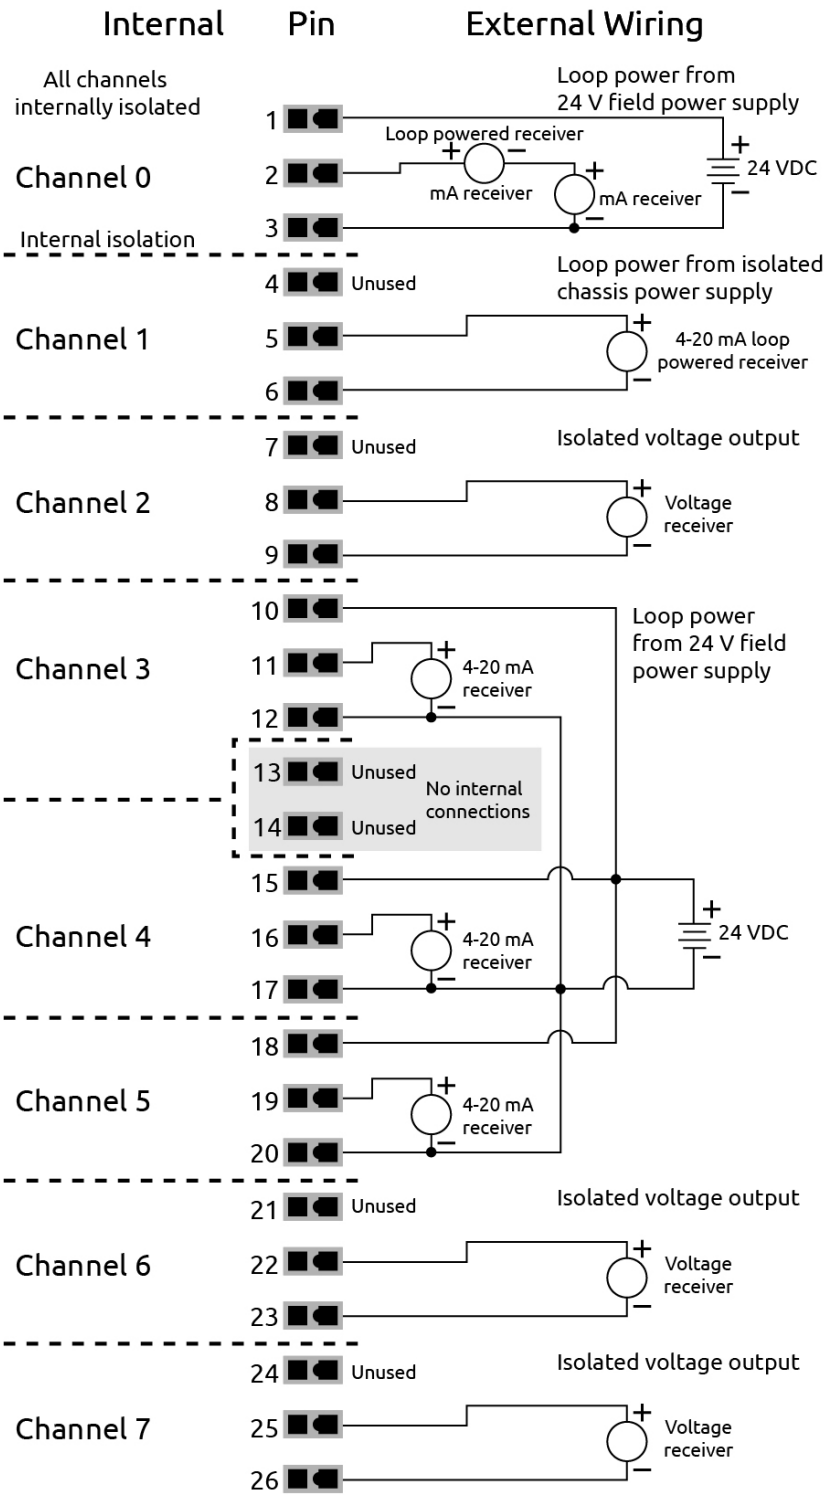 Internal Pin External Wiring
All channels
internally isolated
Loop power from
24 V field power supply
1
Loop powered receiver
+ −
+
+
Channel 0
2
24 VDC
mA receiver
mA receiver
−
−
3
Internal isolation
4 Unused
Loop power from isolated
chassis power supply
Channel 1
5
+
4-20 mA loop
powered receiver
−
6
7 Unused
Isolated voltage output
Channel 2
8
+
Voltage
receiver
−
9
10
Loop power
from 24 V field
power supply
Channel 3
11
+
4-20 mA
receiver
−
12
13 Unused
No internal
connections
14 Unused
15
+
24 VDC
−
Channel 4
16
+
4-20 mA
receiver
−
17
18
Channel 5
19
+
4-20 mA
receiver
−
20
21 Unused
Isolated voltage output
Channel 6
22
+
Voltage
receiver
−
23
24 Unused
Isolated voltage output
Channel 7
25
+
Voltage
receiver
−
26